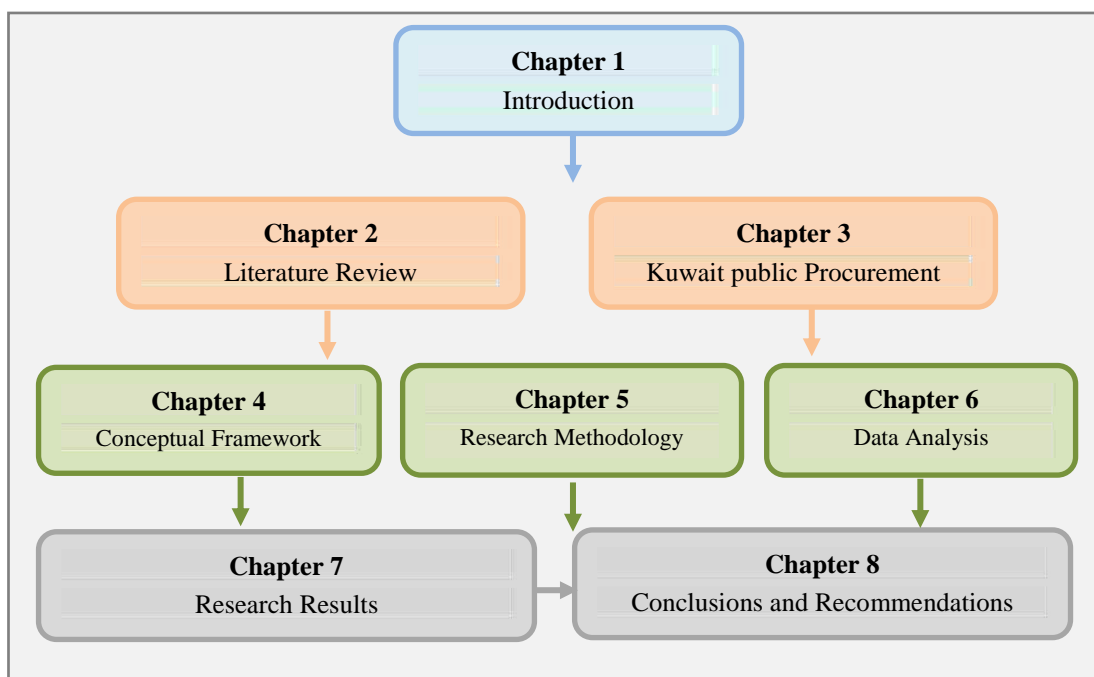 Chapter 1
Introduction
Chapter 2
Literature Review
Chapter 3
Kuwait public Procurement
Chapter 4
Conceptual Framework
Chapter 5
Research Methodology
Chapter 6
Data Analysis
Chapter 7
Research Results
Chapter 8
Conclusions and Recommendations